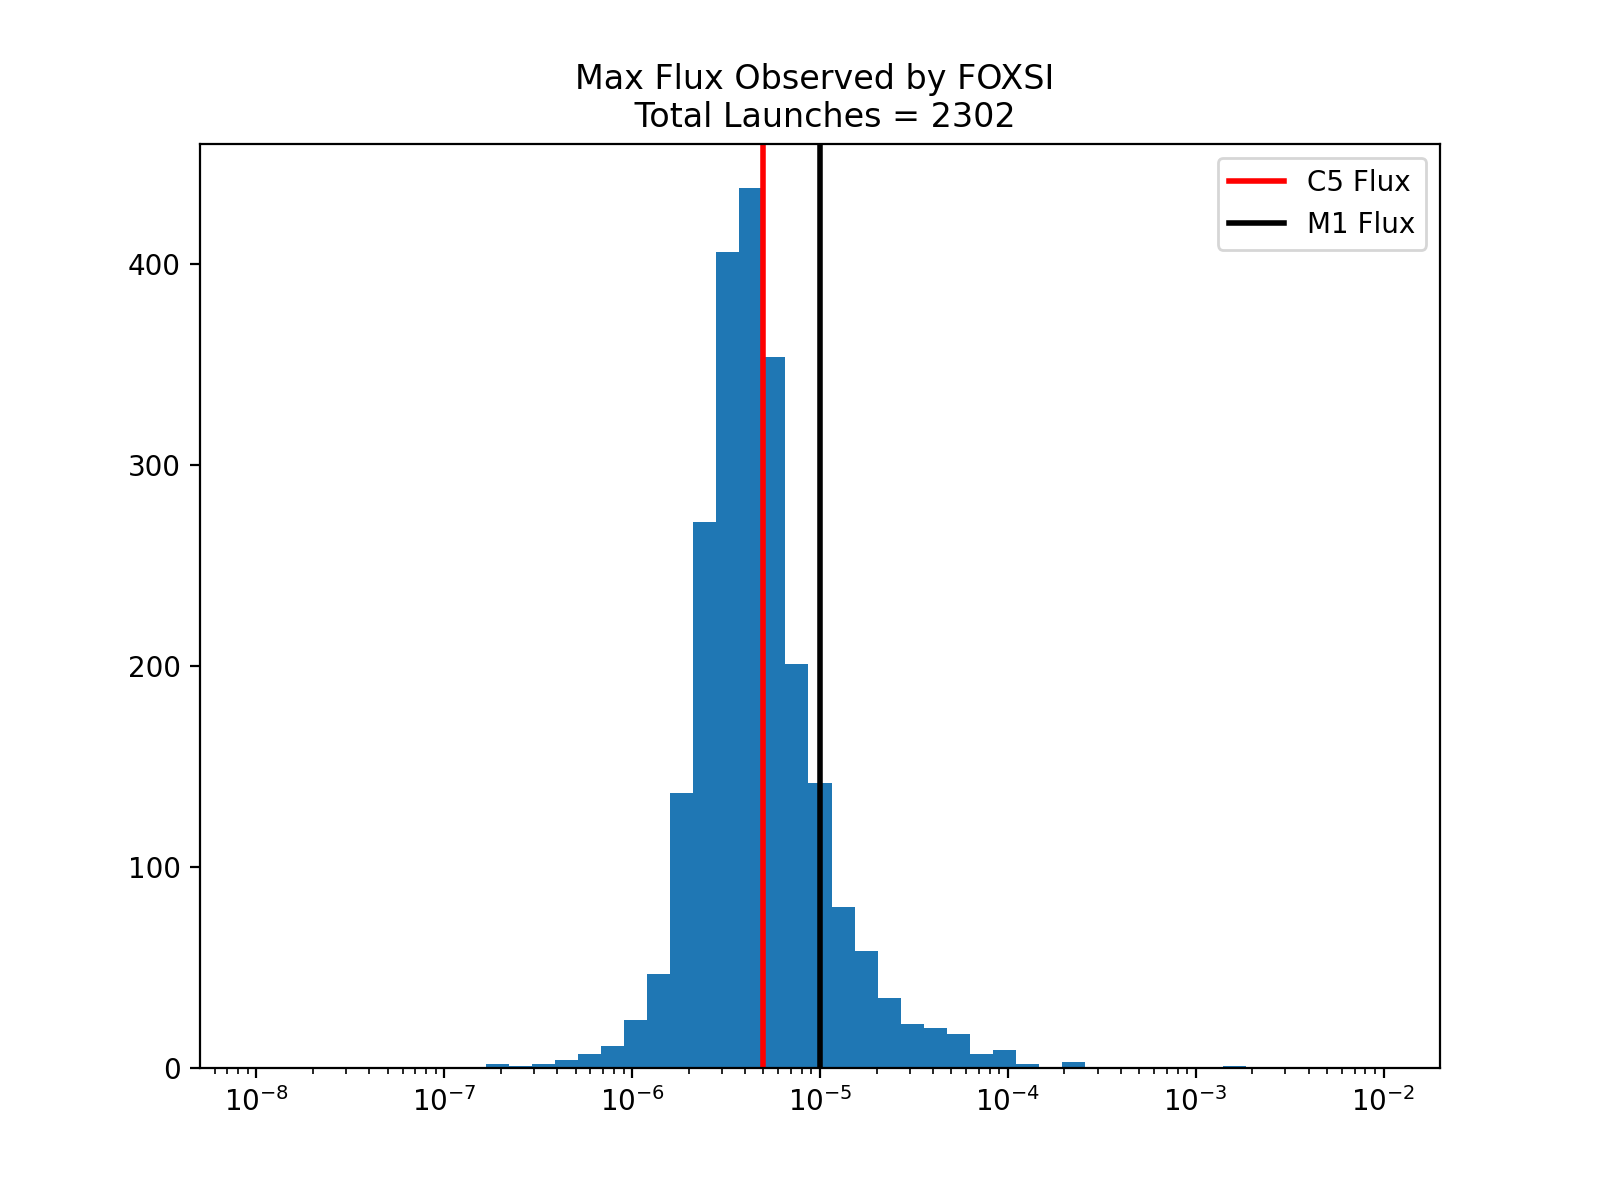 Max Flux Observed by FOXSI
Total Launches = 2302
C5 Flux
M1 Flux
400
300
200
100
0
10⁻⁸ 10⁻⁷ 10⁻⁶ 10⁻⁵ 10⁻⁴ 10⁻³ 10⁻²